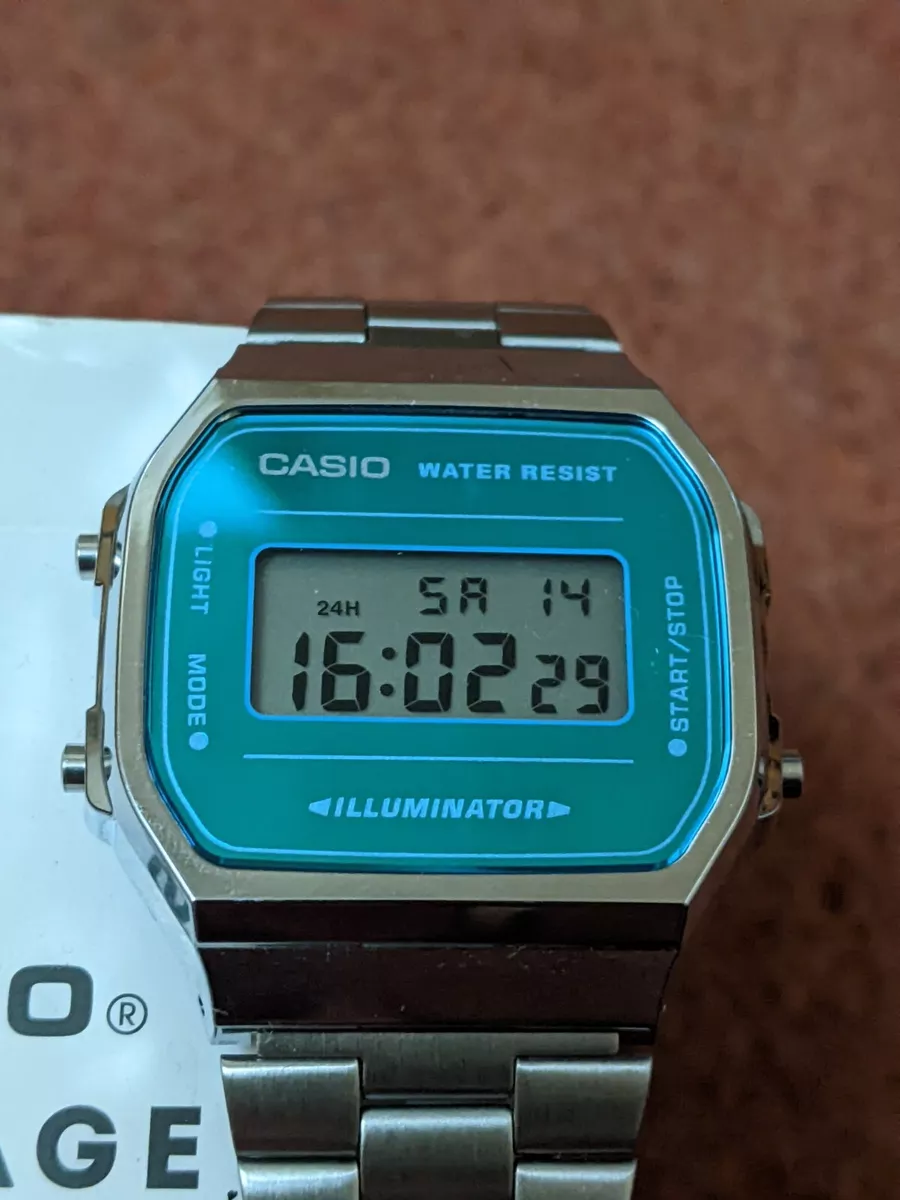 CASIO WATER RESIST
LIGHT
MODE
START/STOP
24H SA 14
16:02 29
ILLUMINATOR
O®
AGE